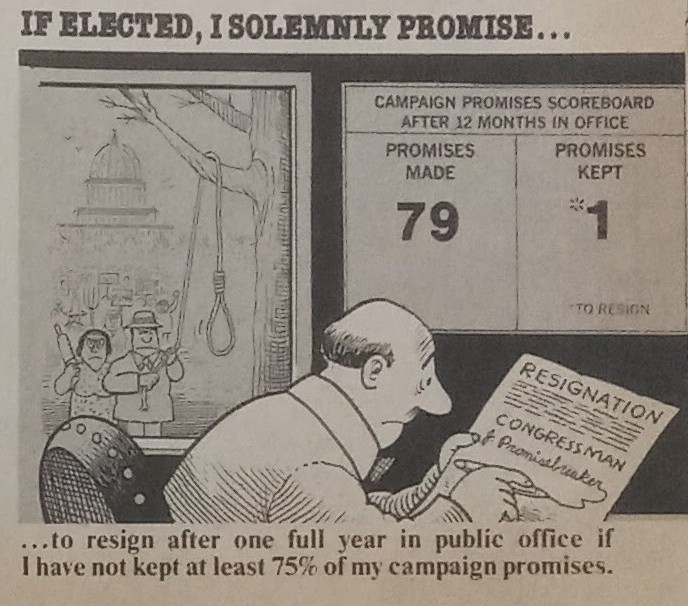 IF ELECTED, I SOLEMNLY PROMISE...
CAMPAIGN PROMISES SCOREBOARD
AFTER 12 MONTHS IN OFFICE
PROMISES
MADE
79
PROMISES
KEPT
*1
*TO RESIGN
RESIGNATION
CONGRESSMAN
J Promisebreaker
...to resign after one full year in public office if
I have not kept at least 75% of my campaign promises.